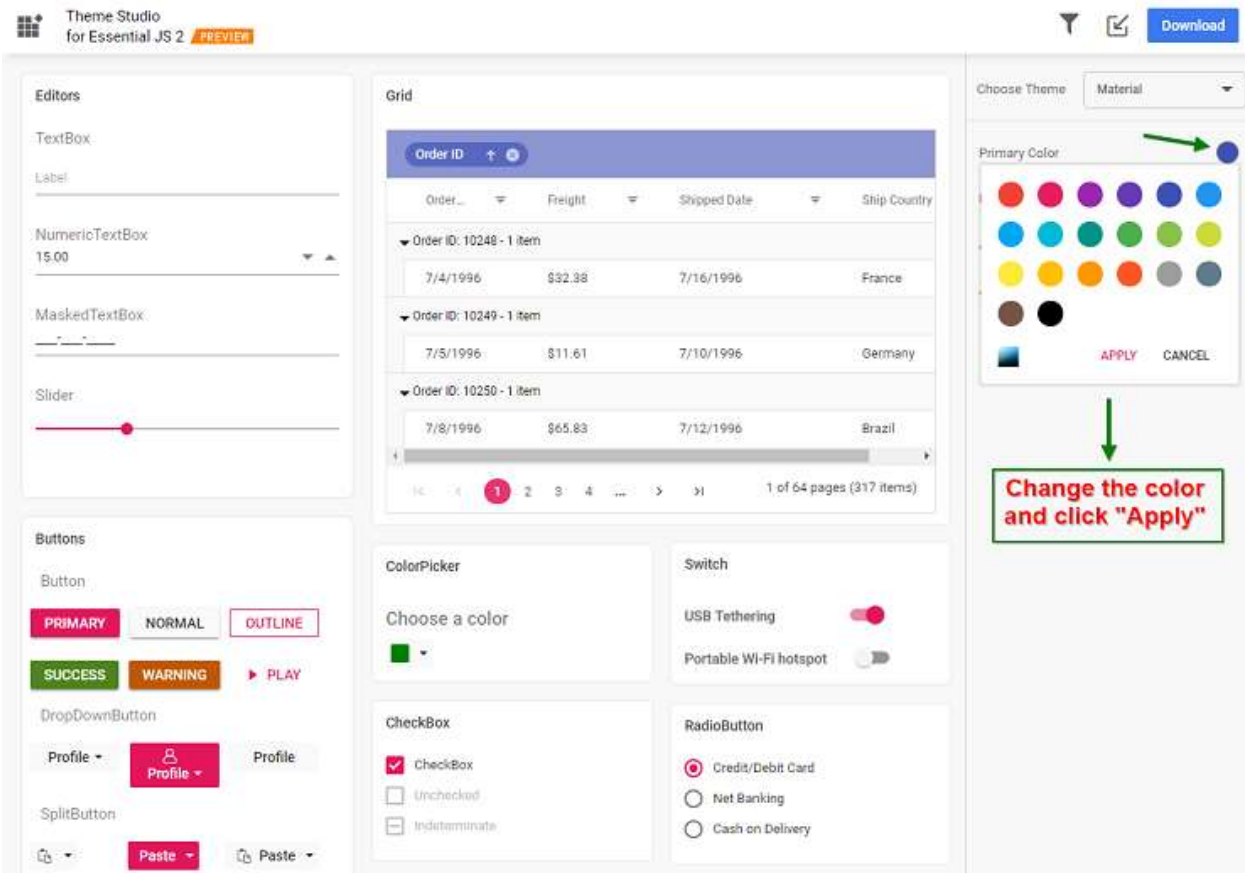 Theme Studio
for Essential JS 2 PREVIEW
Download
Editors
TextBox
Label
NumericTextBox
15.00
MaskedTextBox
___-___-____
Slider
Grid
Order ID
Order... Freight Shipped Date Ship Country
Order ID: 10248 - 1 item
7/4/1996 $32.38 7/16/1996 France
Order ID: 10249 - 1 item
7/5/1996 $11.61 7/10/1996 Germany
Order ID: 10250 - 1 item
7/8/1996 $65.83 7/12/1996 Brazil
1 2 3 4 ... 1 of 64 pages (317 items)
Choose Theme Material
Primary Color
APPLY CANCEL
Change the color
and click "Apply"
Buttons
Button
PRIMARY NORMAL OUTLINE
SUCCESS WARNING PLAY
DropDownButton
Profile Profile Profile
SplitButton
Paste Paste
ColorPicker
Choose a color
Switch
USB Tethering
Portable Wi-Fi hotspot
CheckBox
CheckBox
Unchecked
Indeterminate
RadioButton
Credit/Debit Card
Net Banking
Cash on Delivery